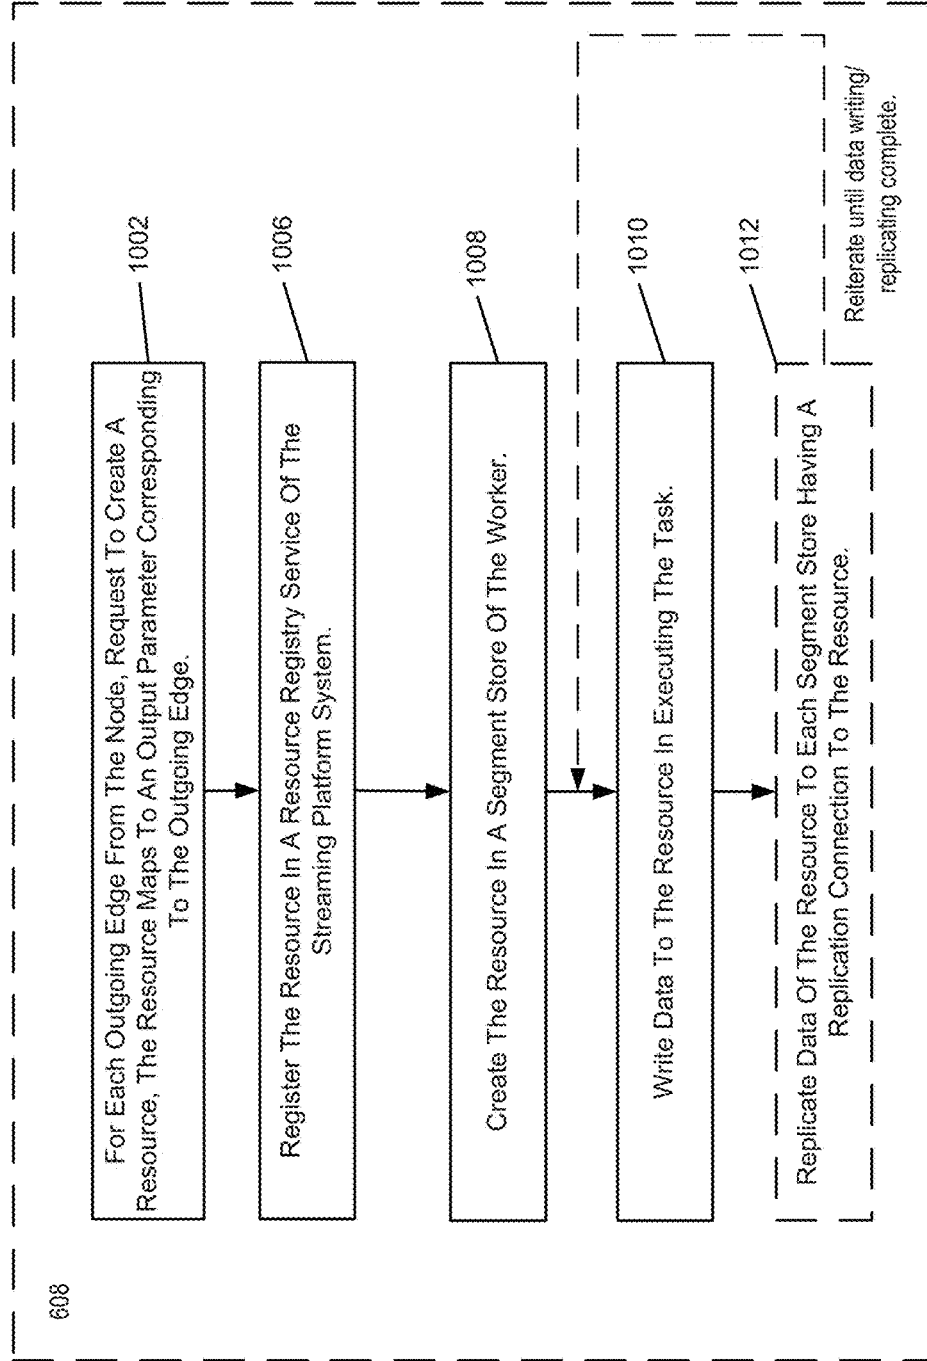 608
For Each Outgoing Edge From The Node, Request To Create A
Resource, The Resource Maps To An Output Parameter Corresponding
To The Outgoing Edge.
1002
Register The Resource In A Resource Registry Service Of The
Streaming Platform System.
1006
Create The Resource In A Segment Store Of The Worker.
1008
Write Data To The Resource In Executing The Task.
1010
Replicate Data Of The Resource To Each Segment Store Having A
Replication Connection To The Resource.
1012
Reiterate until data writing/
replicating complete.